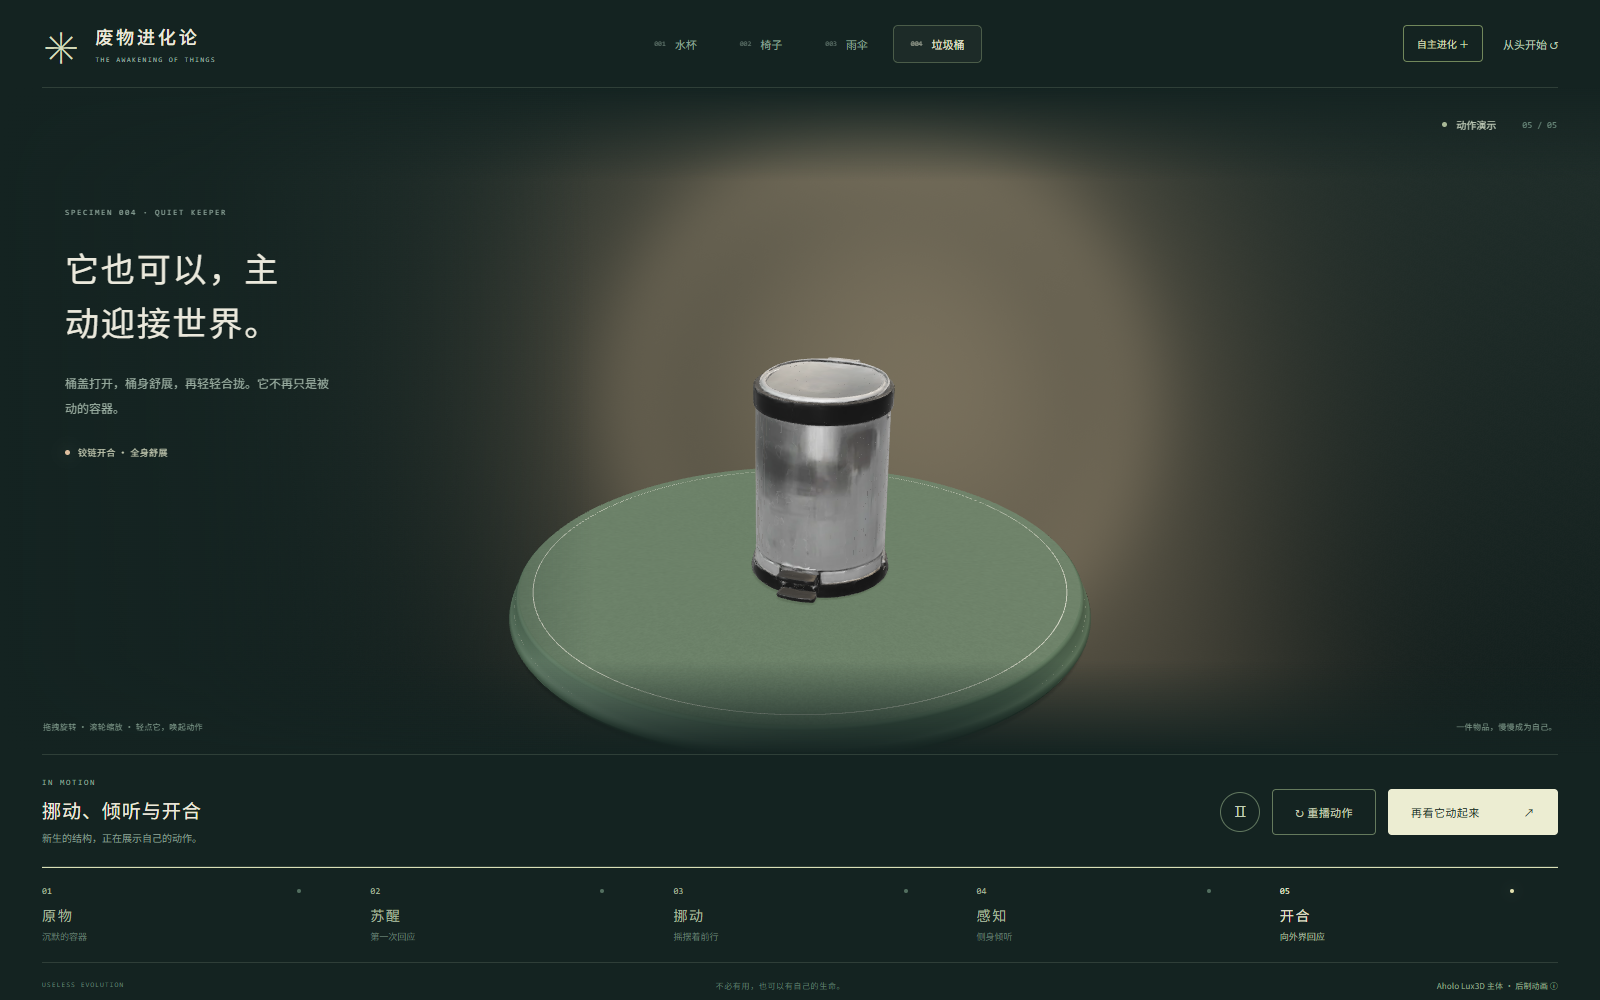 废物进化论
THE AWAKENING OF THINGS
001 水杯
002 椅子
003 雨伞
004 垃圾桶
自主进化 +
从头开始 ↺
动作演示 05 / 05
SPECIMEN 004 · QUIET KEEPER
它也可以，主
动迎接世界。
桶盖打开，桶身舒展，再轻轻合拢。它不再只是被
动的容器。
铰链开合 · 全身舒展
拖拽旋转 · 滚轮缩放 · 轻点它，唤起动作
一件物品，慢慢成为自己。
IN MOTION
挪动、倾听与开合
新生的结构，正在展示自己的动作。
↻ 重播动作
再看它动起来 ↗
01
原物
沉默的容器
02
苏醒
第一次回应
03
挪动
摇摆着前行
04
感知
侧身倾听
05
开合
向外界回应
USELESS EVOLUTION
不必有用，也可以有自己的生命。
Aholo Lux3D 主体 · 后制动画 ⓘ